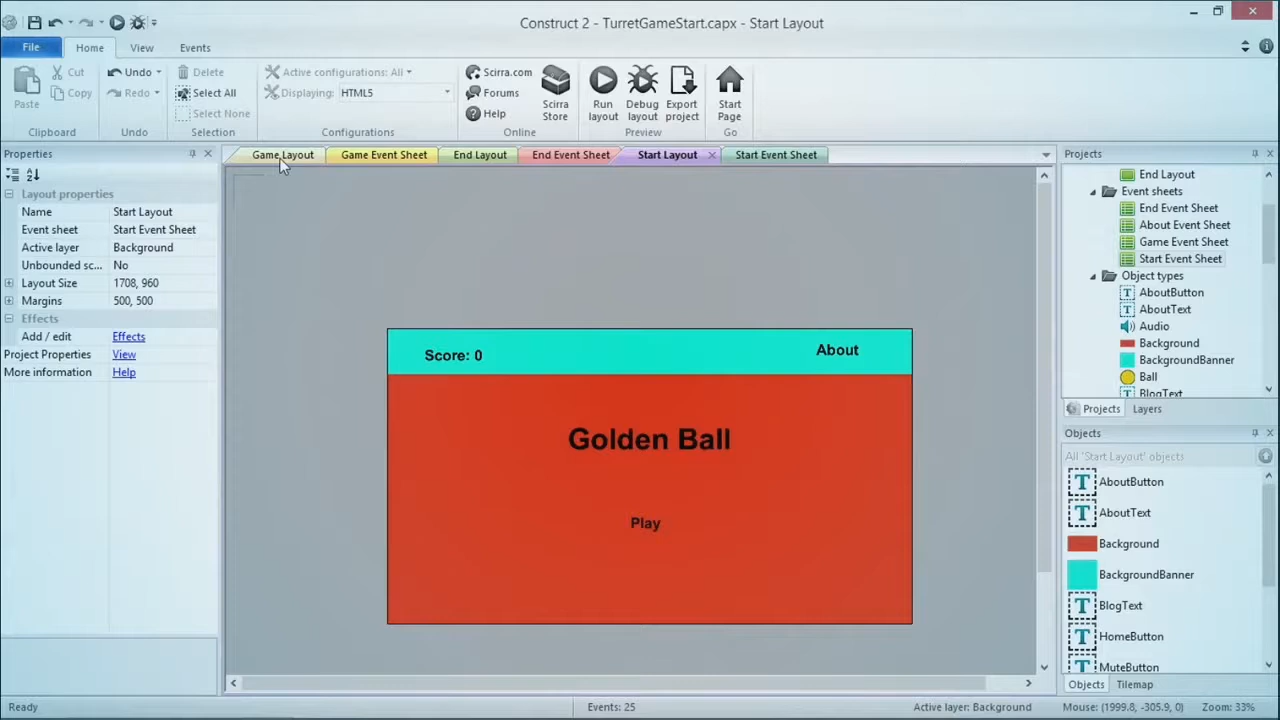 Construct 2 - TurretGameStart.capx - Start Layout
File Home View Events
Paste Cut Copy
Clipboard
Undo Redo
Undo
Delete Select All Select None
Selection
Active configurations: All
Displaying: HTML5
Configurations
Scirra.com Forums Help
Scirra Store
Online
Run layout
Debug layout
Export project
Preview
Start Page
Go
Properties
Layout properties
Name Start Layout
Event sheet Start Event Sheet
Active layer Background
Unbounded sc... No
Layout Size 1708, 960
Margins 500, 500
Effects
Add / edit Effects
Project Properties View
More information Help
Game Layout Game Event Sheet End Layout End Event Sheet Start Layout Start Event Sheet
Score: 0 About
Golden Ball
Play
Projects
End Layout
Event sheets
End Event Sheet
About Event Sheet
Game Event Sheet
Start Event Sheet
Object types
AboutButton
AboutText
Audio
Background
BackgroundBanner
Ball
BlogText
Projects Layers
Objects
All 'Start Layout' objects
AboutButton
AboutText
Background
BackgroundBanner
BlogText
HomeButton
MuteButton
Objects Tilemap
Ready Events: 25 Active layer: Background Mouse: (1999.8, -305.9, 0) Zoom: 33%